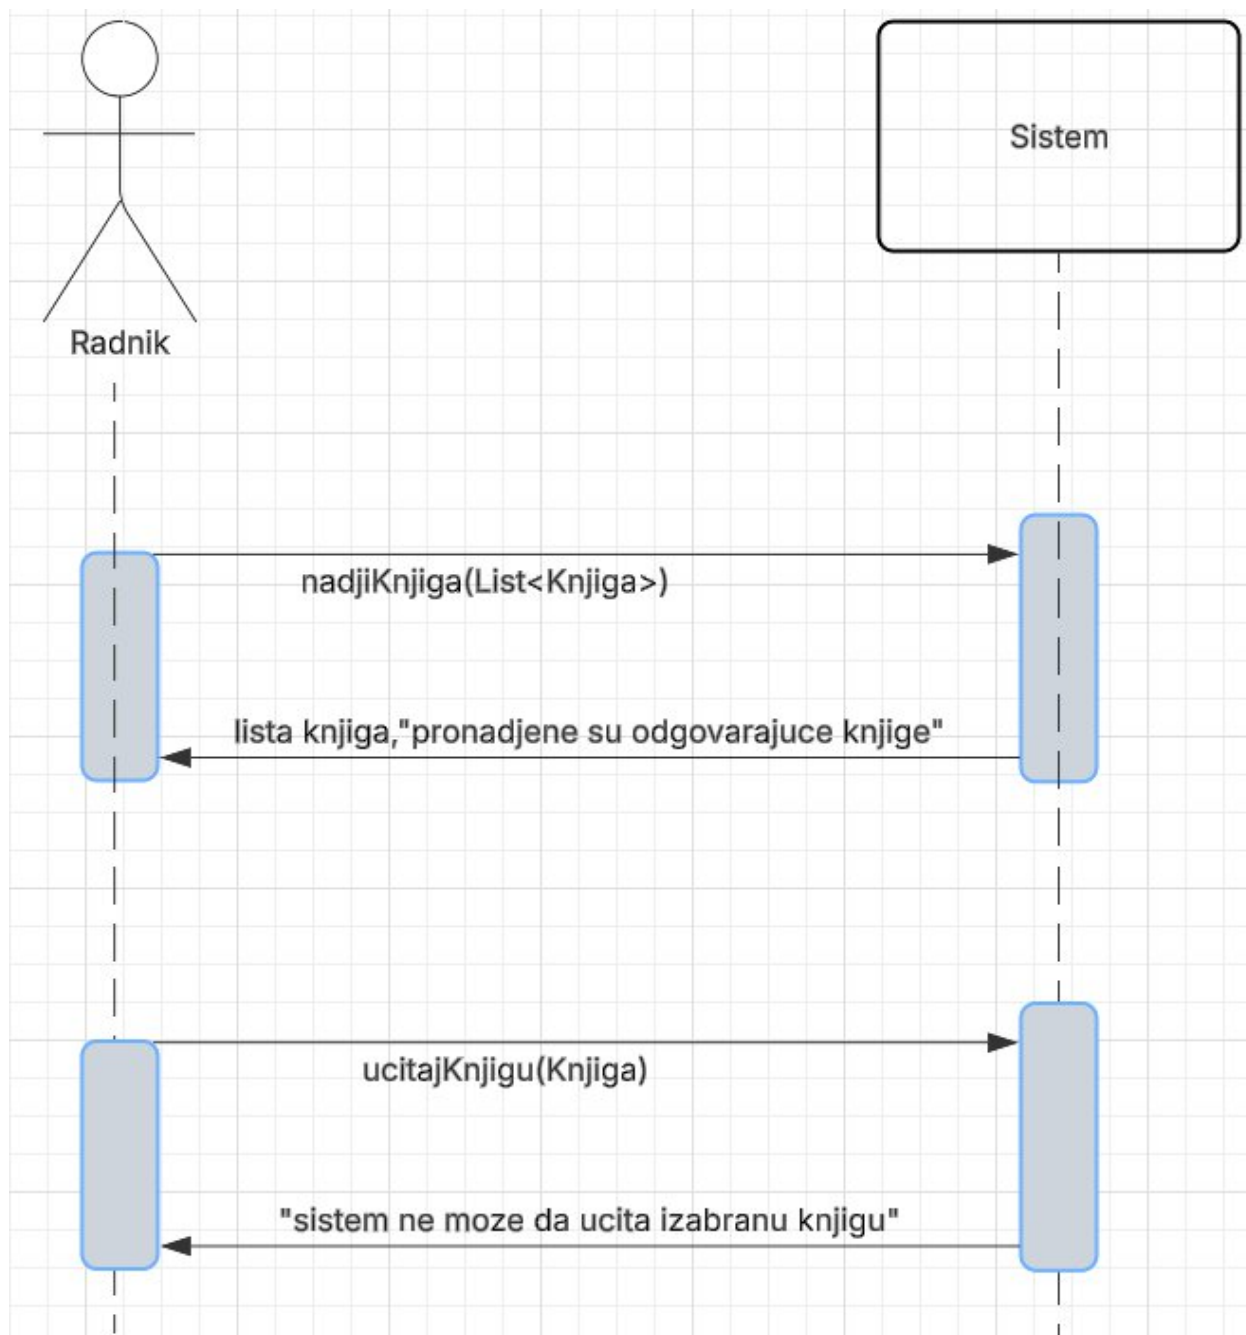 Sistem
Radnik
nadjiKnjiga(List<Knjiga>)
lista knjiga,"pronadjene su odgovarajuce knjige"
ucitajKnjigu(Knjiga)
"sistem ne moze da ucita izabranu knjigu"